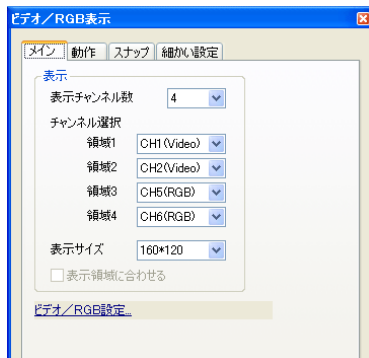 ビデオ／RGB表示
メイン 動作 スナップ 細かい設定
表示
表示チャンネル数 4
チャンネル選択
領域1 CH1(Video)
領域2 CH2(Video)
領域3 CH5(RGB)
領域4 CH6(RGB)
表示サイズ 160*120
表示領域に合わせる
ビデオ／RGB設定...